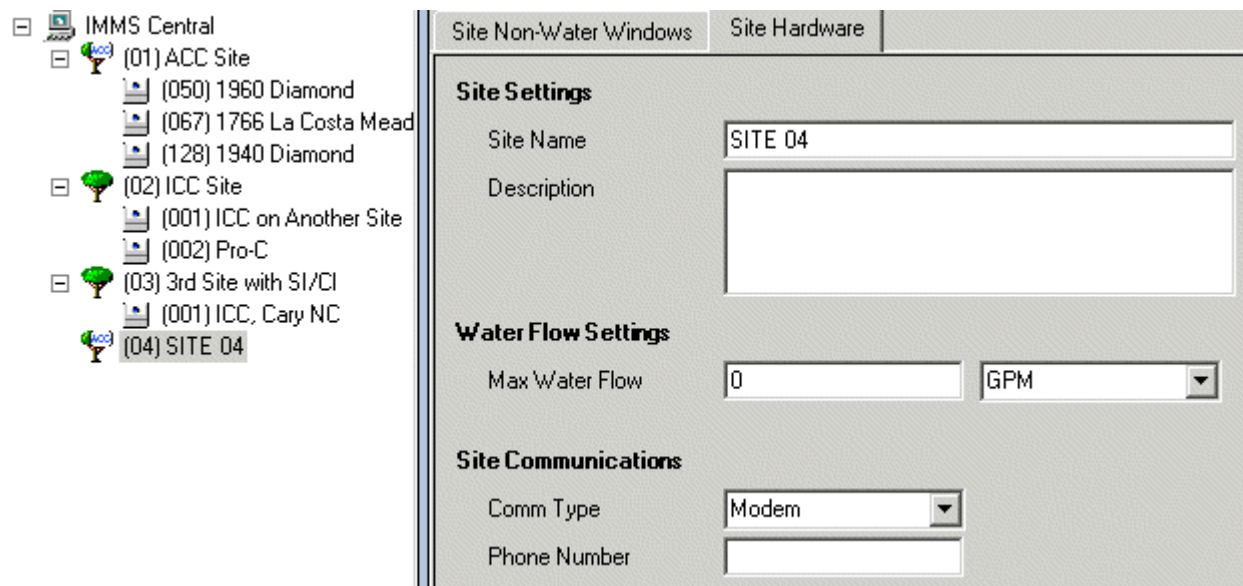 IMMS Central
(01) ACC Site
(050) 1960 Diamond
(067) 1766 La Costa Mead
(128) 1940 Diamond
(02) ICC Site
(001) ICC on Another Site
(002) Pro-C
(03) 3rd Site with SI/CI
(001) ICC, Cary NC
(04) SITE 04
Site Non-Water Windows
Site Hardware
Site Settings
Site Name
SITE 04
Description
Water Flow Settings
Max Water Flow
0
GPM
Site Communications
Comm Type
Modem
Phone Number